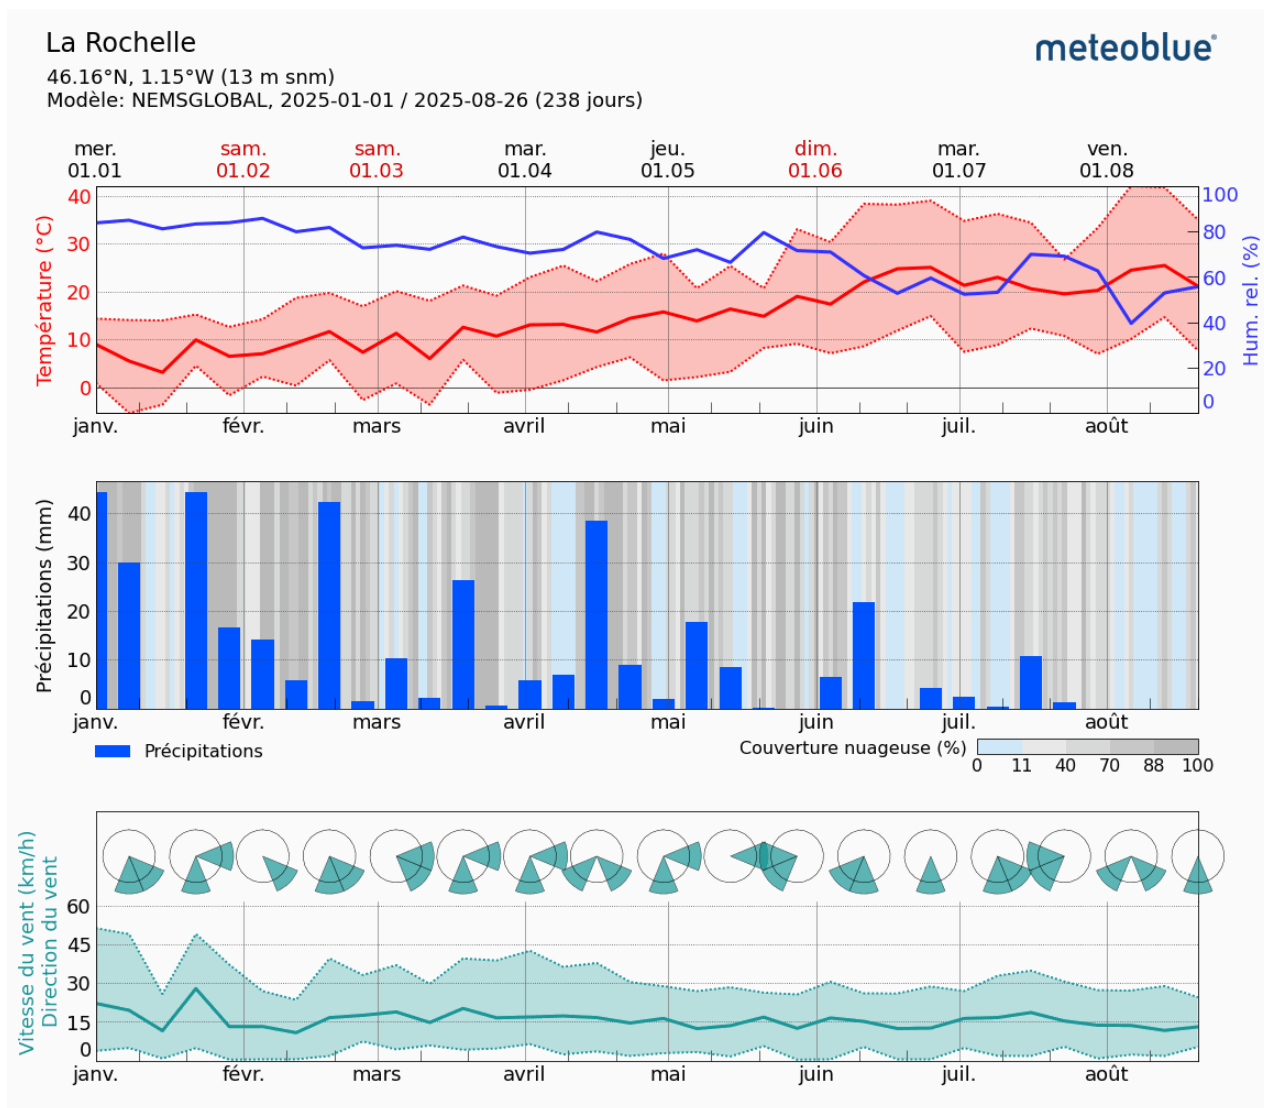 La Rochelle
meteoblue
46.16°N, 1.15°W (13 m snm)
Modèle: NEMSGLOBAL, 2025-01-01 / 2025-08-26 (238 jours)
mer. sam. sam. mar. jeu. dim. mar. ven.
01.01 01.02 01.03 01.04 01.05 01.06 01.07 01.08
Température (°C)
40
30
20
10
0
Hum. rel. (%)
100
80
60
40
20
0
janv. févr. mars avril mai juin juil. août
Précipitations (mm)
40
30
20
10
0
janv. févr. mars avril mai juin juil. août
Précipitations
Couverture nuageuse (%)
0 11 40 70 88 100
Vitesse du vent (km/h)
Direction du vent
60
45
30
15
0
janv. févr. mars avril mai juin juil. août